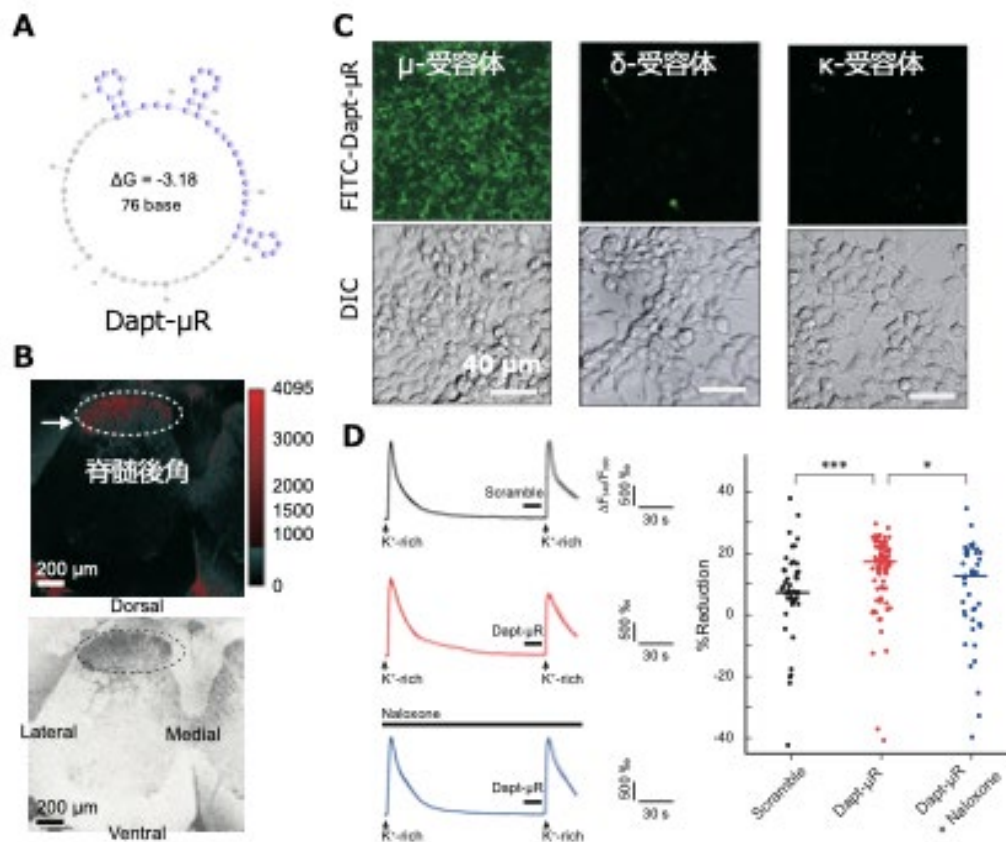 A
ΔG = -3.18
76 base
Dapt-μR
B
脊髄後角
200 μm
4095
3000
2000
1500
1000
0
Dorsal
Lateral
Medial
200 μm
Ventral
C
FITC-Dapt-μR
μ-受容体
δ-受容体
κ-受容体
DIC
40 μm
D
Scramble
K⁺-rich
K⁺-rich
500 ‰
30 s
Dapt-μR
K⁺-rich
K⁺-rich
500 ‰
30 s
Naloxone
Dapt-μR
K⁺-rich
K⁺-rich
500 ‰
30 s
***
*
%Reduction
40
20
0
-20
-40
Scramble
Dapt-μR
Dapt-μR
+ Naloxone